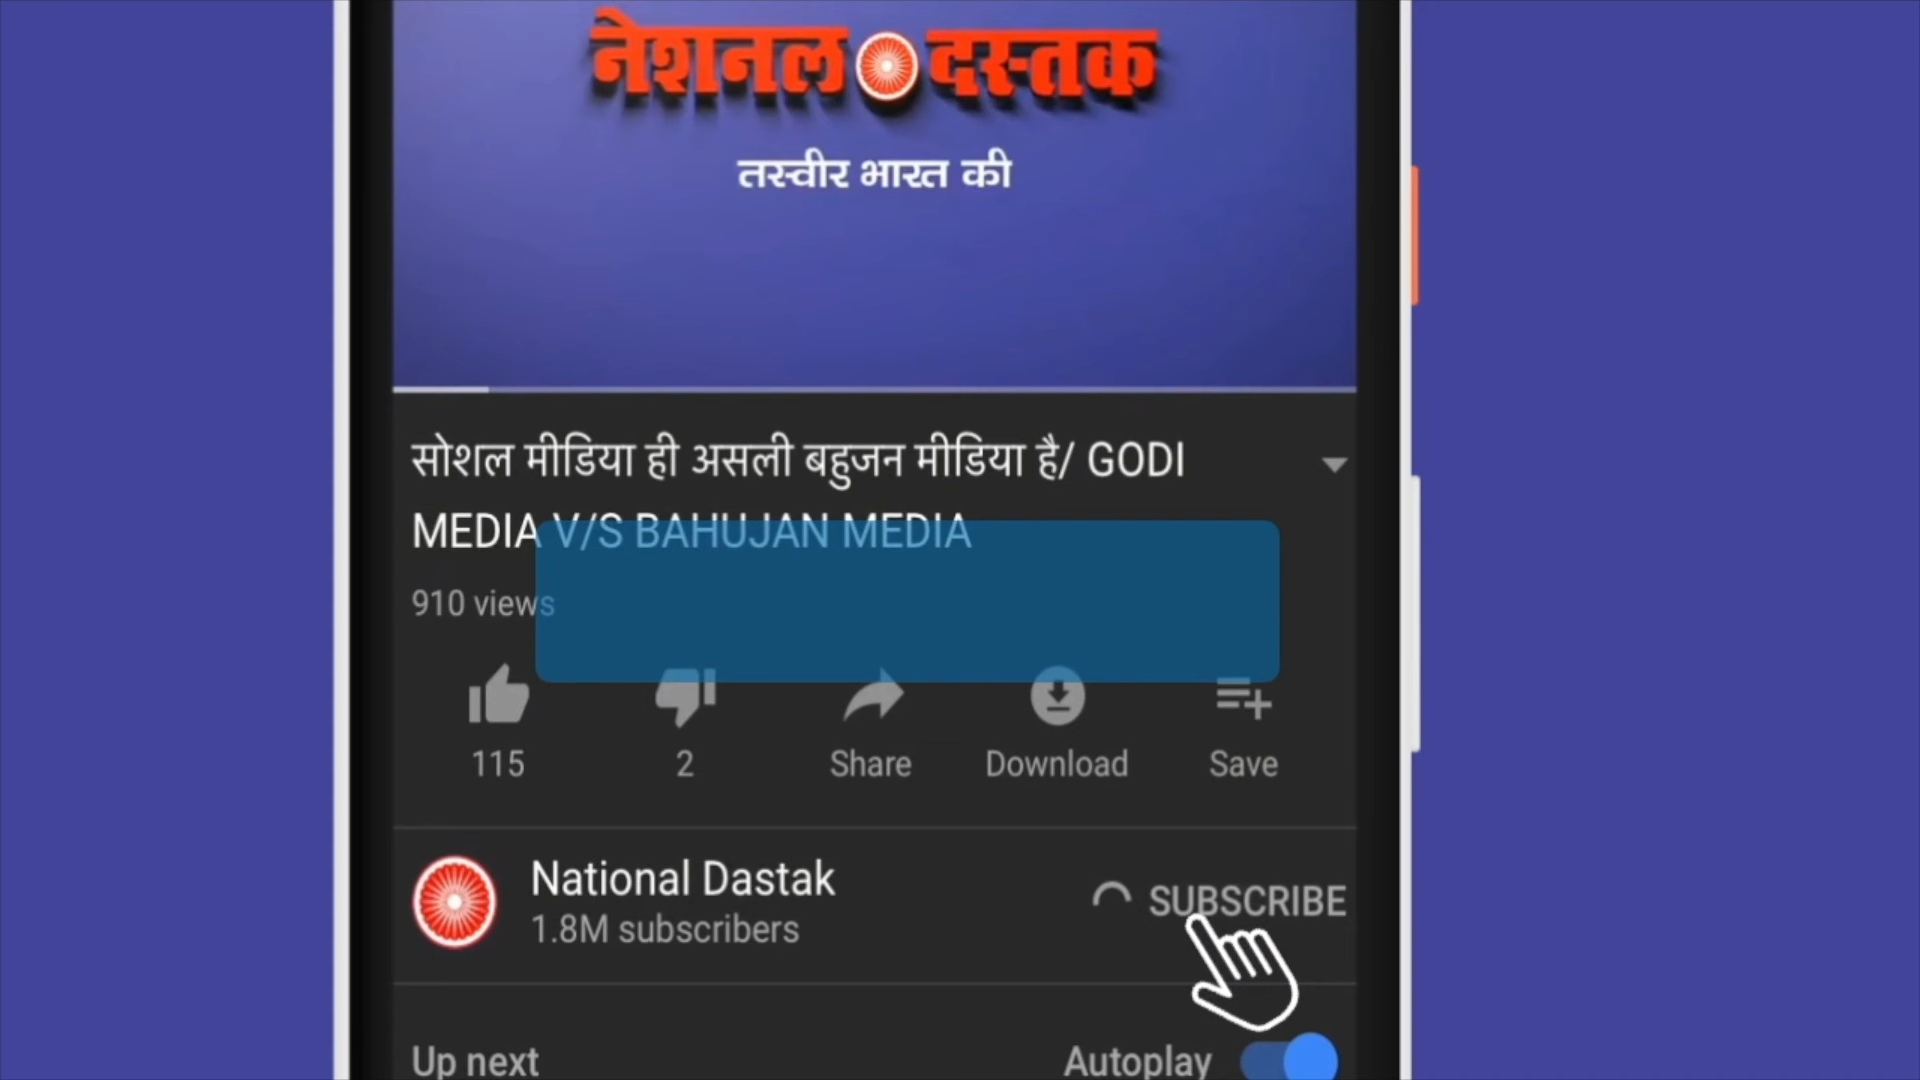 नेशनल दस्तक
तस्वीर भारत की
सोशल मीडिया ही असली बहुजन मीडिया है/ GODI
MEDIA V/S BAHUJAN MEDIA
910 views
115
2
Share
Download
Save
National Dastak
1.8M subscribers
SUBSCRIBE
Up next
Autoplay